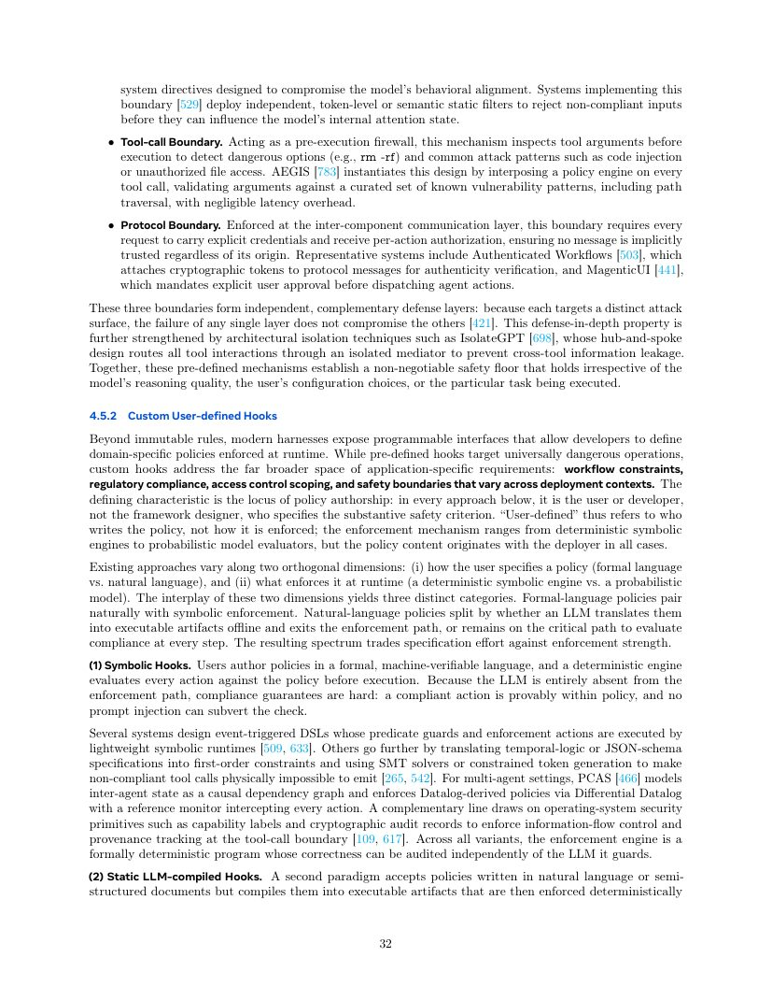 system directives designed to compromise the model's behavioral alignment. Systems implementing this
boundary [529] deploy independent, token-level or semantic static filters to reject non-compliant inputs
before they can influence the model's internal attention state.
• Tool-call Boundary. Acting as a pre-execution firewall, this mechanism inspects tool arguments before
execution to detect dangerous options (e.g., rm -rf) and common attack patterns such as code injection
or unauthorized file access. AEGIS [783] instantiates this design by interposing a policy engine on every
tool call, validating arguments against a curated set of known vulnerability patterns, including path
traversal, with negligible latency overhead.
• Protocol Boundary. Enforced at the inter-component communication layer, this boundary requires every
request to carry explicit credentials and receive per-action authorization, ensuring no message is implicitly
trusted regardless of its origin. Representative systems include Authenticated Workflows [503], which
attaches cryptographic tokens to protocol messages for authenticity verification, and MagenticUI [441],
which mandates explicit user approval before dispatching agent actions.
These three boundaries form independent, complementary defense layers: because each targets a distinct attack
surface, the failure of any single layer does not compromise the others [421]. This defense-in-depth property is
further strengthened by architectural isolation techniques such as IsolateGPT [698], whose hub-and-spoke
design routes all tool interactions through an isolated mediator to prevent cross-tool information leakage.
Together, these pre-defined mechanisms establish a non-negotiable safety floor that holds irrespective of the
model's reasoning quality, the user's configuration choices, or the particular task being executed.
4.5.2 Custom User-defined Hooks
Beyond immutable rules, modern harnesses expose programmable interfaces that allow developers to define
domain-specific policies enforced at runtime. While pre-defined hooks target universally dangerous operations,
custom hooks address the far broader space of application-specific requirements: workflow constraints,
regulatory compliance, access control scoping, and safety boundaries that vary across deployment contexts. The
defining characteristic is the locus of policy authorship: in every approach below, it is the user or developer,
not the framework designer, who specifies the substantive safety criterion. “User-defined” thus refers to who
writes the policy, not how it is enforced; the enforcement mechanism ranges from deterministic symbolic
engines to probabilistic model evaluators, but the policy content originates with the deployer in all cases.
Existing approaches vary along two orthogonal dimensions: (i) how the user specifies a policy (formal language
vs. natural language), and (ii) what enforces it at runtime (a deterministic symbolic engine vs. a probabilistic
model). The interplay of these two dimensions yields three distinct categories. Formal-language policies pair
naturally with symbolic enforcement. Natural-language policies split by whether an LLM translates them
into executable artifacts offline and exits the enforcement path, or remains on the critical path to evaluate
compliance at every step. The resulting spectrum trades specification effort against enforcement strength.
(1) Symbolic Hooks. Users author policies in a formal, machine-verifiable language, and a deterministic engine
evaluates every action against the policy before execution. Because the LLM is entirely absent from the
enforcement path, compliance guarantees are hard: a compliant action is provably within policy, and no
prompt injection can subvert the check.
Several systems design event-triggered DSLs whose predicate guards and enforcement actions are executed by
lightweight symbolic runtimes [509, 633]. Others go further by translating temporal-logic or JSON-schema
specifications into first-order constraints and using SMT solvers or constrained token generation to make
non-compliant tool calls physically impossible to emit [265, 542]. For multi-agent settings, PCAS [466] models
inter-agent state as a causal dependency graph and enforces Datalog-derived policies via Differential Datalog
with a reference monitor intercepting every action. A complementary line draws on operating-system security
primitives such as capability labels and cryptographic audit records to enforce information-flow control and
provenance tracking at the tool-call boundary [109, 617]. Across all variants, the enforcement engine is a
formally deterministic program whose correctness can be audited independently of the LLM it guards.
(2) Static LLM-compiled Hooks. A second paradigm accepts policies written in natural language or semi-
structured documents but compiles them into executable artifacts that are then enforced deterministically
32